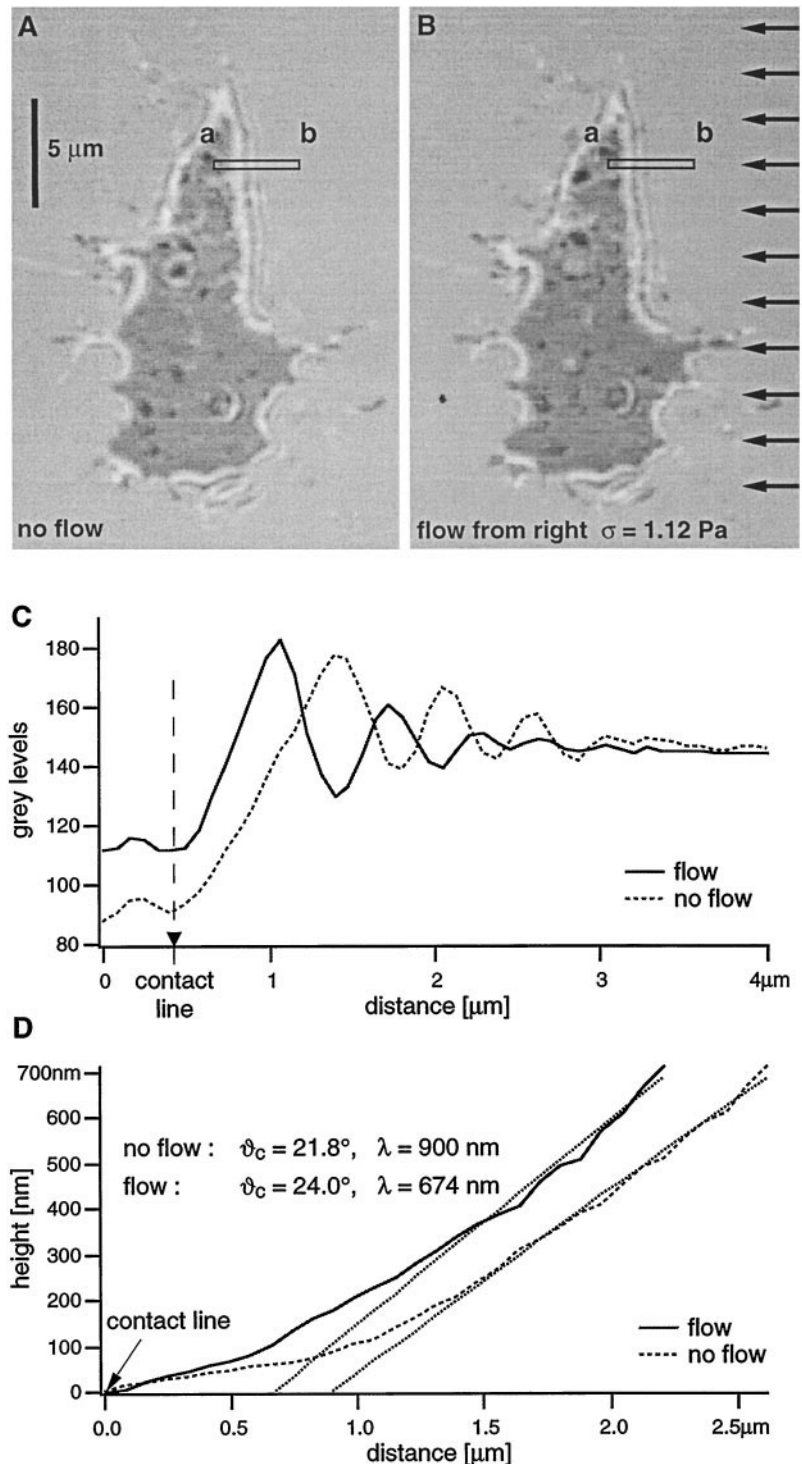 A
B
a
b
a
b
5 μm
no flow
flow from right σ = 1.12 Pa
C
180
160
140
120
100
80
grey levels
flow
no flow
0
1
2
3
4μm
contact
line
distance [μm]
D
700nm
600
500
400
300
200
100
0
height [nm]
no flow : ϑc = 21.8°, λ = 900 nm
flow : ϑc = 24.0°, λ = 674 nm
contact line
flow
no flow
0.0
0.5
1.0
1.5
2.0
2.5μm
distance [μm]